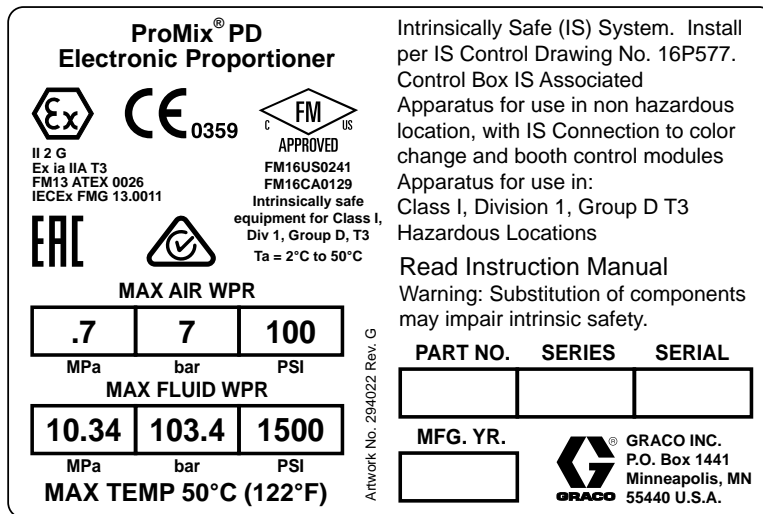 ProMix® PD
Electronic Proportioner
Ex
CE 0359
FM
C US
APPROVED
II 2 G
Ex ia IIA T3
FM13 ATEX 0026
IECEx FMG 13.0011
FM16US0241
FM16CA0129
Intrinsically safe
equipment for Class I,
Div 1, Group D, T3
Ta = 2°C to 50°C
EAC
MAX AIR WPR
.7 7 100
MPa bar PSI
MAX FLUID WPR
10.34 103.4 1500
MPa bar PSI
MAX TEMP 50°C (122°F)
Artwork No. 294022 Rev. G
Intrinsically Safe (IS) System. Install
per IS Control Drawing No. 16P577.
Control Box IS Associated
Apparatus for use in non hazardous
location, with IS Connection to color
change and booth control modules
Apparatus for use in:
Class I, Division 1, Group D T3
Hazardous Locations
Read Instruction Manual
Warning: Substitution of components
may impair intrinsic safety.
PART NO. SERIES SERIAL
MFG. YR.
G ®
GRACO
GRACO INC.
P.O. Box 1441
Minneapolis, MN
55440 U.S.A.